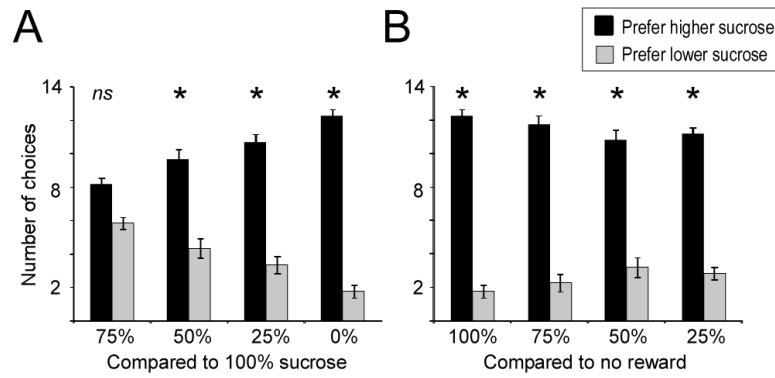 A
B
Prefer higher sucrose
Prefer lower sucrose
Number of choices
14
8
2
ns
*
*
*
75%
50%
25%
0%
Compared to 100% sucrose
14
8
2
*
*
*
*
100%
75%
50%
25%
Compared to no reward